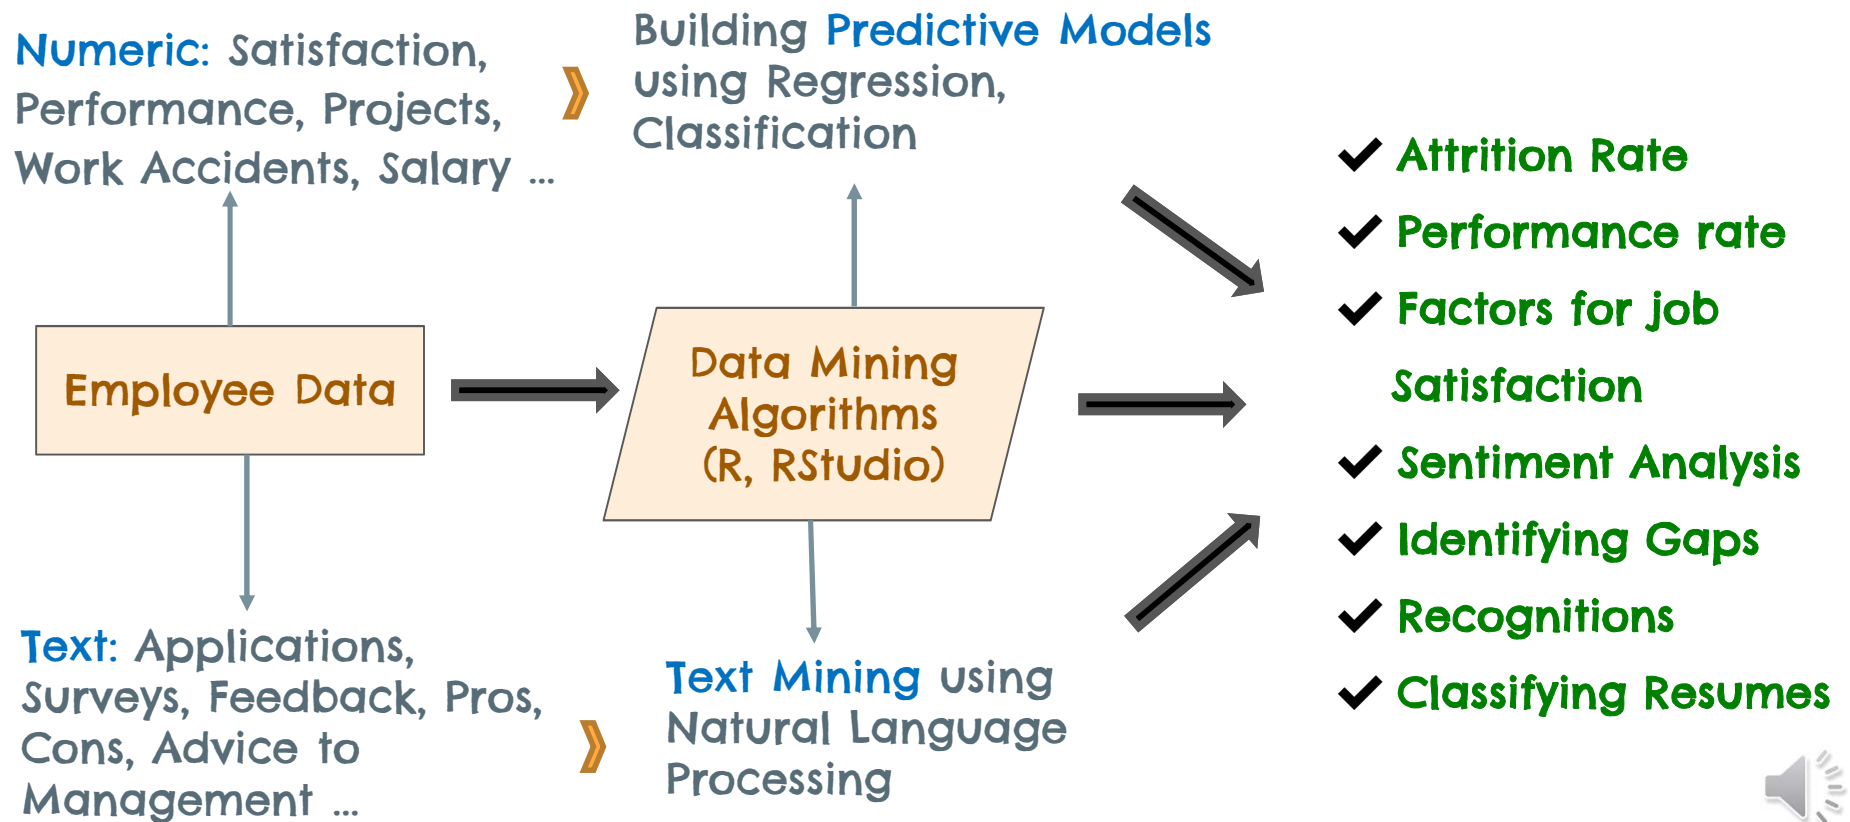 Numeric: Satisfaction,
Performance, Projects,
Work Accidents, Salary ...
Building Predictive Models
using Regression,
Classification
Employee Data
Data Mining
Algorithms
(R, RStudio)
Text: Applications,
Surveys, Feedback, Pros,
Cons, Advice to
Management ...
Text Mining using
Natural Language
Processing
Attrition Rate
Performance rate
Factors for job
Satisfaction
Sentiment Analysis
Identifying Gaps
Recognitions
Classifying Resumes